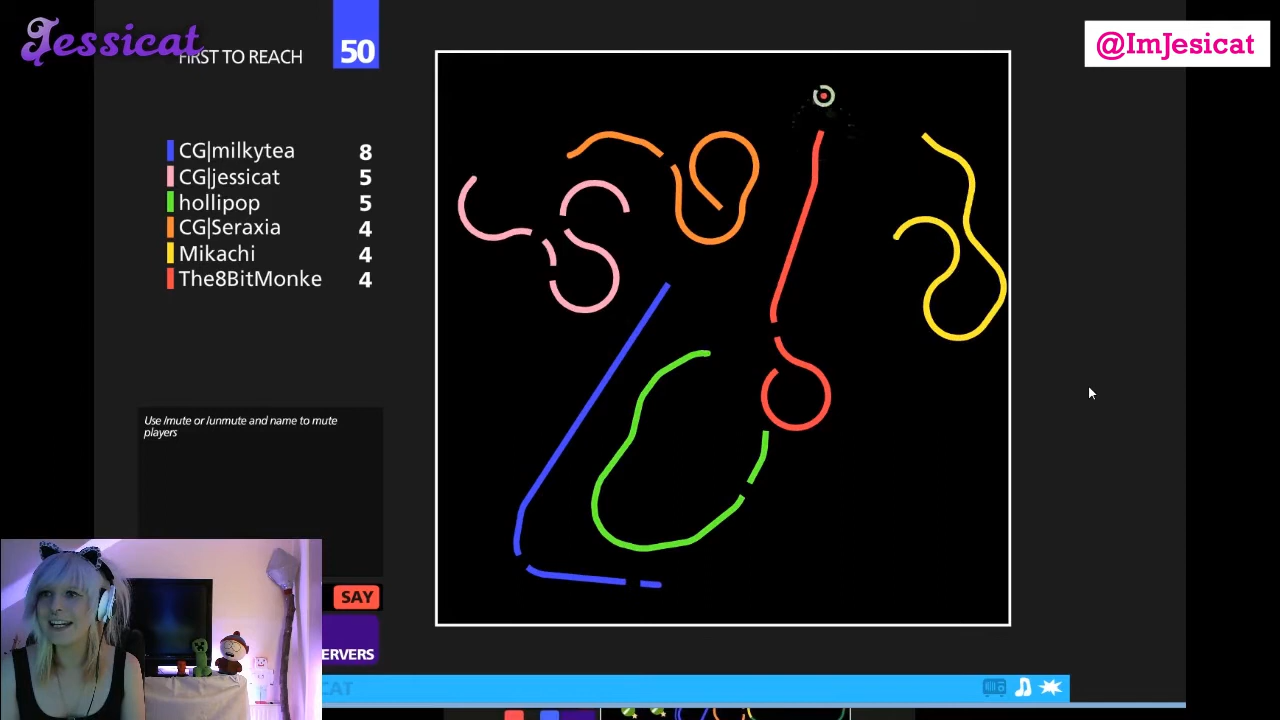 Jessicat
FIRST TO REACH
50
@ImJesicat
CG|milkytea 8
CG|jessicat 5
hollipop 5
CG|Seraxia 4
Mikachi 4
The8BitMonke 4
Use /mute or /unmute and name to mute
players
SAY
ERVERS
CAT